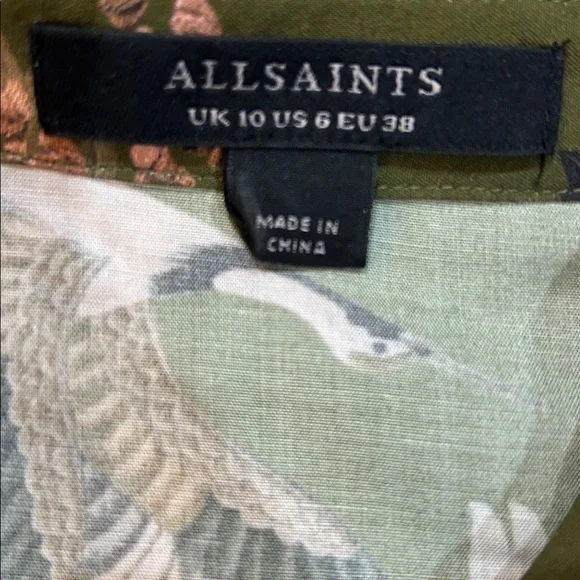 ALLSAINTS
UK 10 US 6 EU 38
MADE IN
CHINA